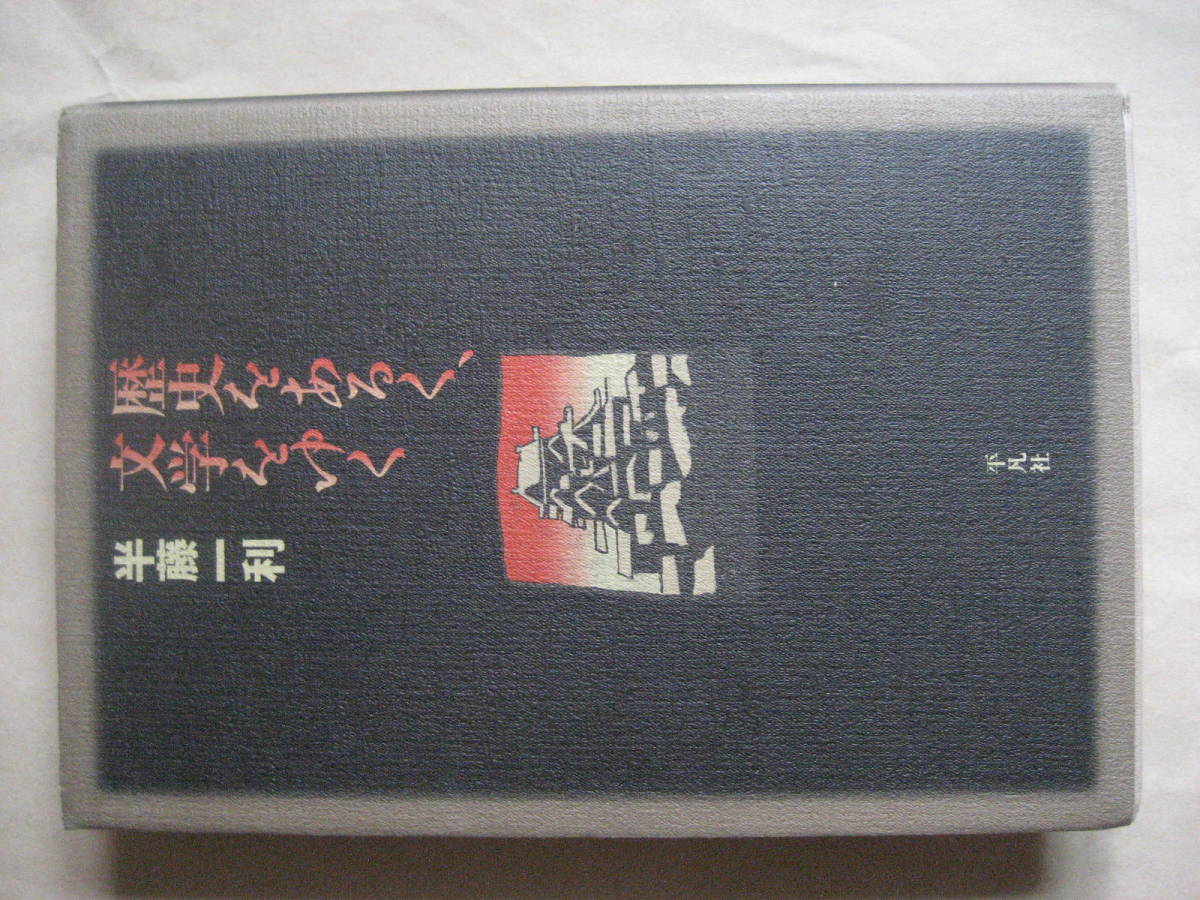 歴史をあるく、
文学をゆく
半藤一利
平凡社